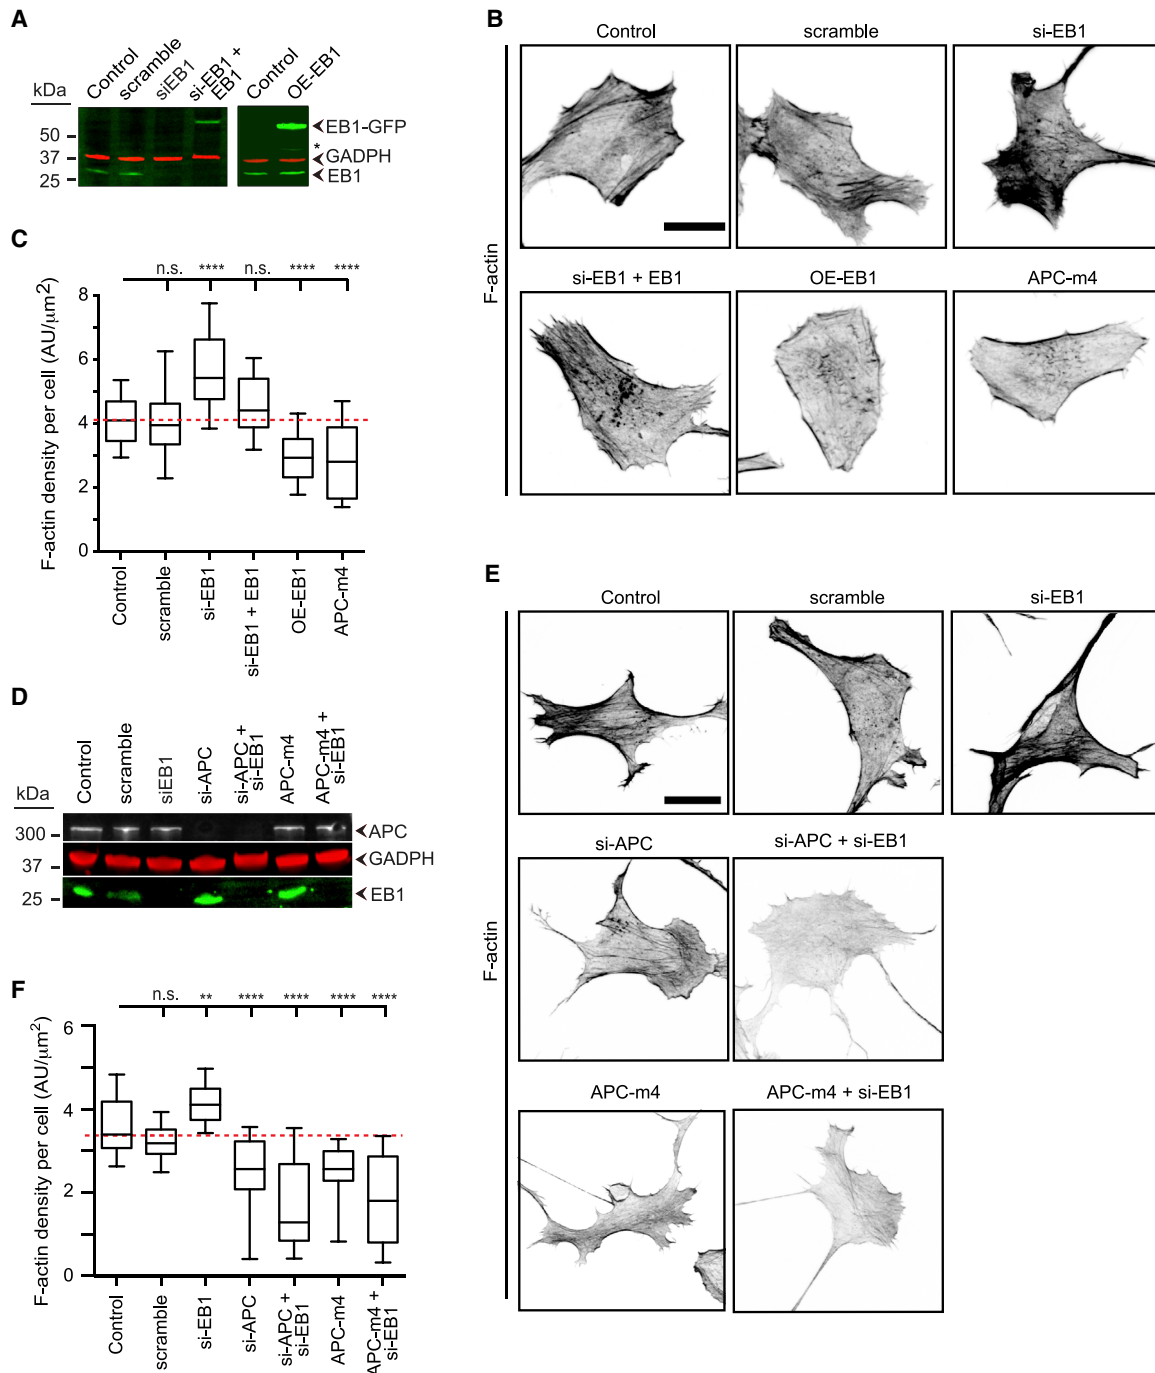 A
kDa
Control
scramble
siEB1
si-EB1 +
EB1
Control
OE-EB1
50
37
25
EB1-GFP
*
GADPH
EB1
B
F-actin
Control
scramble
si-EB1
si-EB1 + EB1
OE-EB1
APC-m4
C
n.s.
****
n.s.
****
****
F-actin density per cell (AU/μm2)
8
6
4
2
0
Control
scramble
si-EB1
si-EB1 + EB1
OE-EB1
APC-m4
D
kDa
Control
scramble
siEB1
si-APC
si-APC +
si-EB1
APC-m4
APC-m4 +
si-EB1
300
37
25
APC
GADPH
EB1
E
F-actin
Control
scramble
si-EB1
si-APC
si-APC + si-EB1
APC-m4
APC-m4 + si-EB1
F
n.s.
**
****
****
****
****
F-actin density per cell (AU/μm2)
6
4
2
0
Control
scramble
si-EB1
si-APC
si-APC +
si-EB1
APC-m4
APC-m4 +
si-EB1